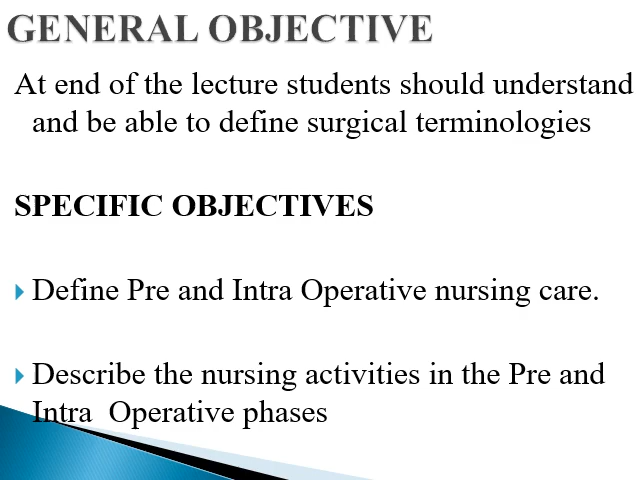 GENERAL OBJECTIVE
At end of the lecture students should understand
and be able to define surgical terminologies
SPECIFIC OBJECTIVES
Define Pre and Intra Operative nursing care.
Describe the nursing activities in the Pre and
Intra  Operative phases